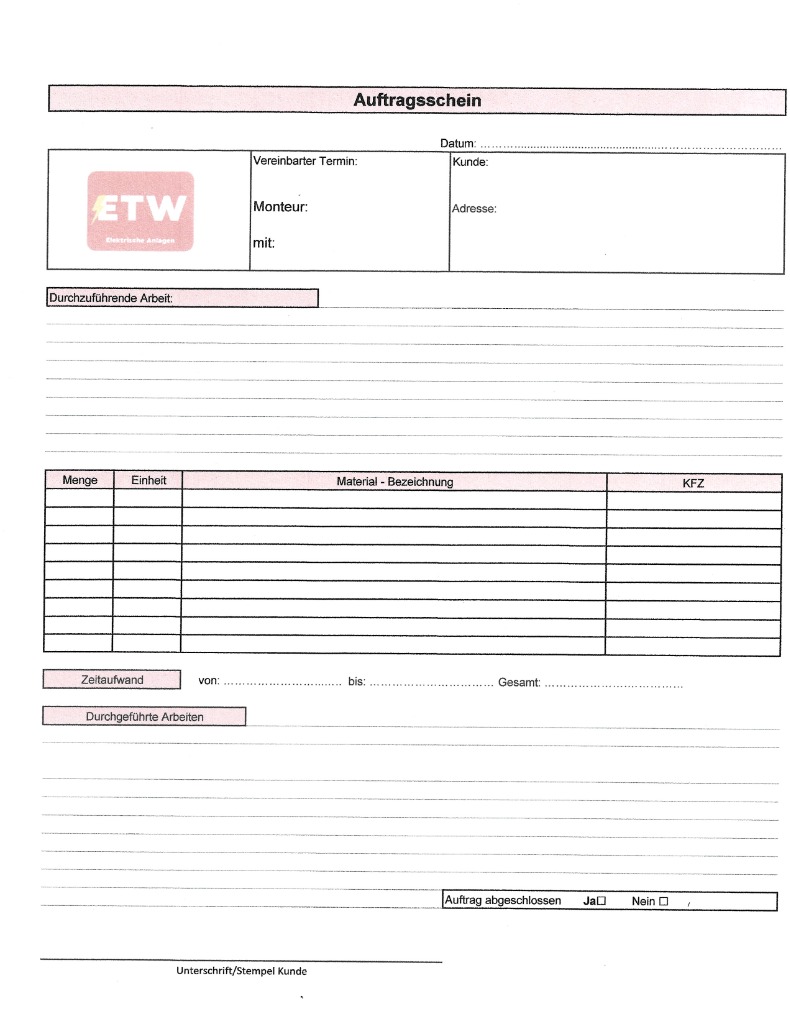 Auftragsschein
Datum: ........................................................................
ETW
Elektrische Anlagen
Vereinbarter Termin:
Monteur:
mit:
Kunde:
Adresse:
Durchzuführende Arbeit:
Menge Einheit Material - Bezeichnung KFZ
Zeitaufwand von: ................................ bis: ................................ Gesamt: ....................................
Durchgeführte Arbeiten
Auftrag abgeschlossen Ja☐ Nein ☐
Unterschrift/Stempel Kunde